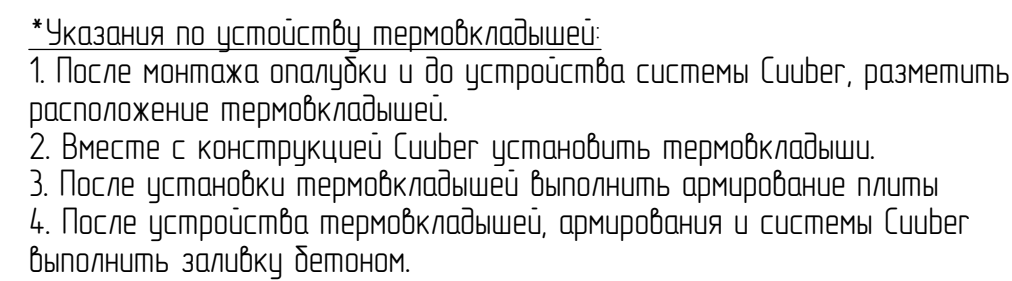 *Указания по устойству термовкладышей:
1. После монтажа опалубки и до устройства системы Cuuber, разметить
расположение термовкладышей.
2. Вместе с конструкцией Cuuber установить термовкладыши.
3. После установки термовкладышей выполнить армирование плиты
4. После устройства термовкладышей, армирования и системы Cuuber
выполнить заливку бетоном.